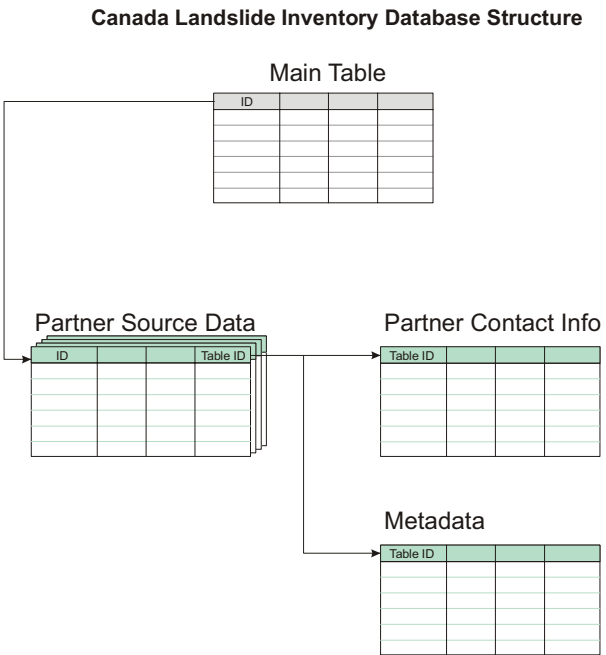 Canada Landslide Inventory Database Structure
Main Table
ID
Partner Source Data
ID Table ID
Partner Contact Info
Table ID
Metadata
Table ID